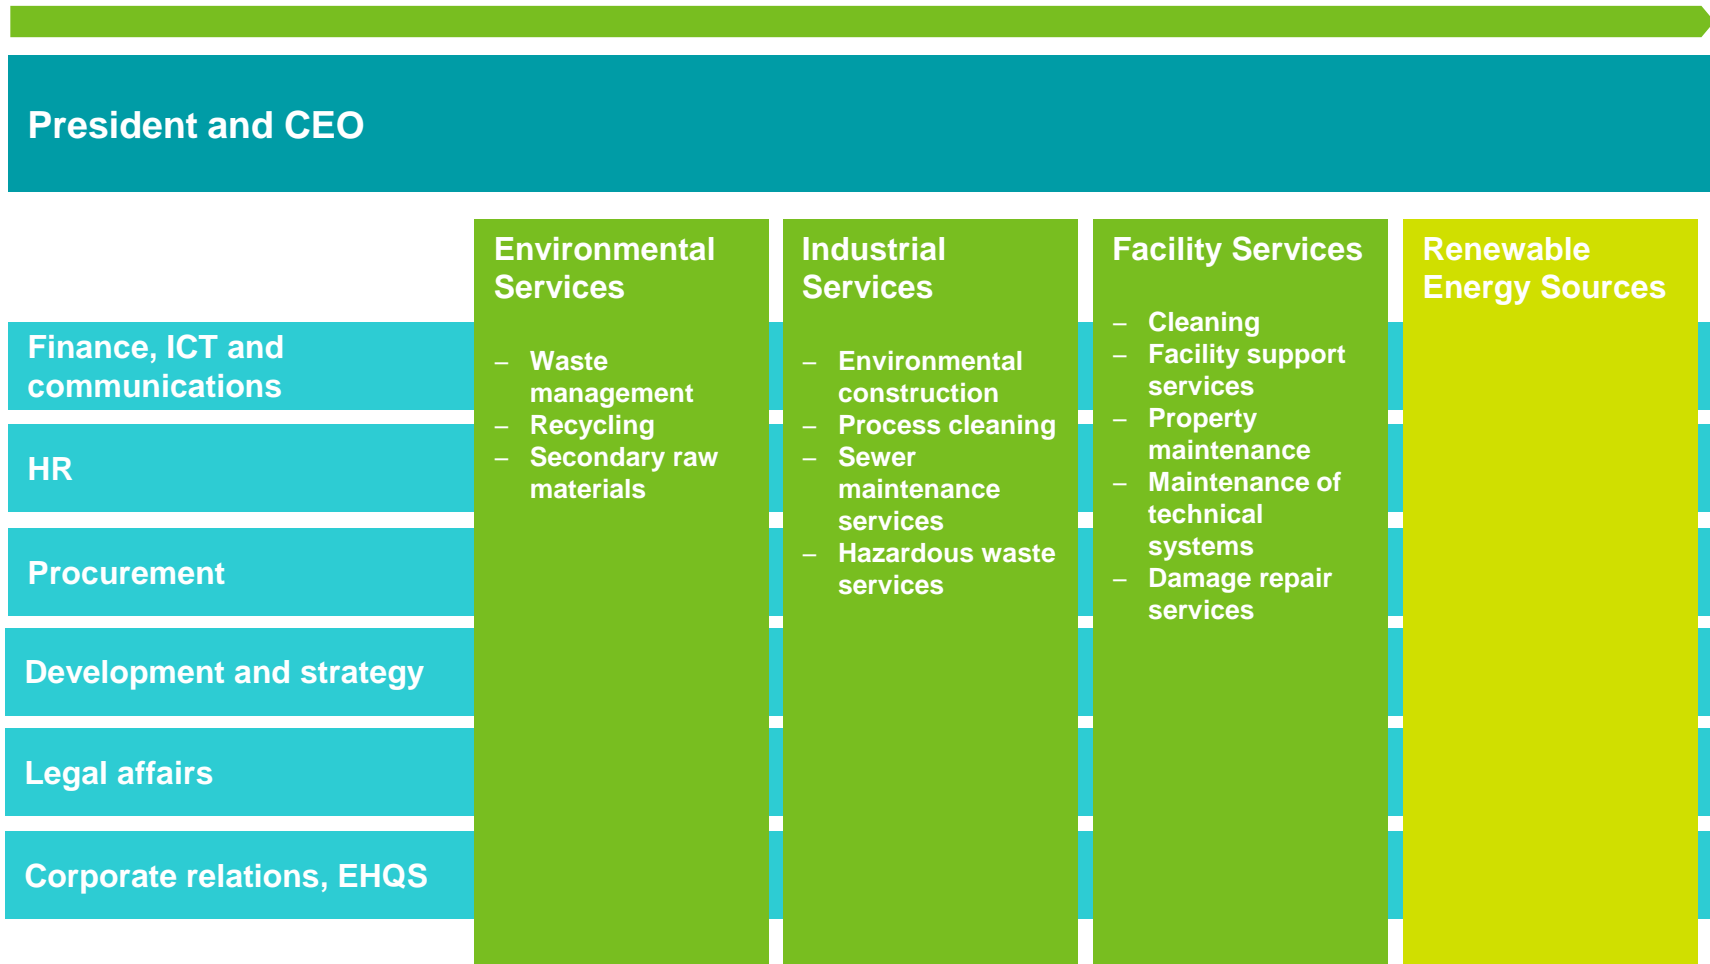 President and CEO
Environmental
Services
– Waste
management
– Recycling
– Secondary raw
materials
Industrial
Services
– Environmental
construction
– Process cleaning
– Sewer
maintenance
services
– Hazardous waste
services
Facility Services
– Cleaning
– Facility support
services
– Property
maintenance
– Maintenance of
technical
systems
– Damage repair
services
Renewable
Energy Sources
Finance, ICT and
communications
HR
Procurement
Development and strategy
Legal affairs
Corporate relations, EHQS